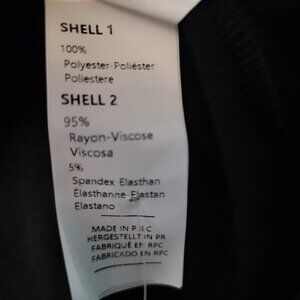 SHELL 1
100%
Polyester-Poliéster
Poliestere
SHELL 2
95%
Rayon-Viscose
Viscosa
5%
Spandex-Elasthan
Élasthanne-Elastan
Elastano
MADE IN P.R.C
HERGESTELLT IN PR
FABRIQUÉ EN RPC
FABRICADO EN RPC